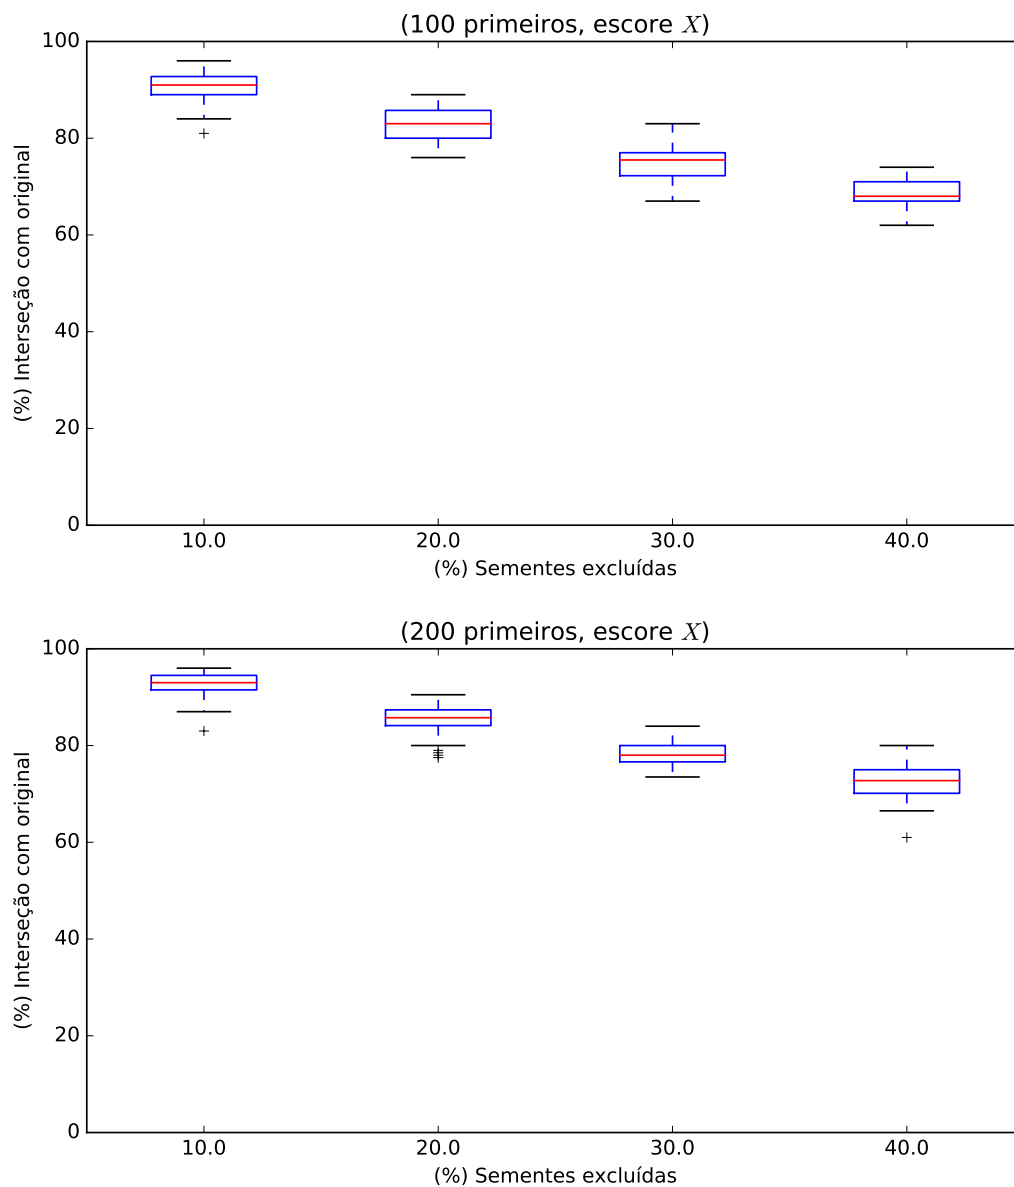 (100 primeiros, escore X)
100
80
60
40
20
0
(%) Interseção com original
10.0 20.0 30.0 40.0
(%) Sementes excluídas
(200 primeiros, escore X)
100
80
60
40
20
0
(%) Interseção com original
10.0 20.0 30.0 40.0
(%) Sementes excluídas